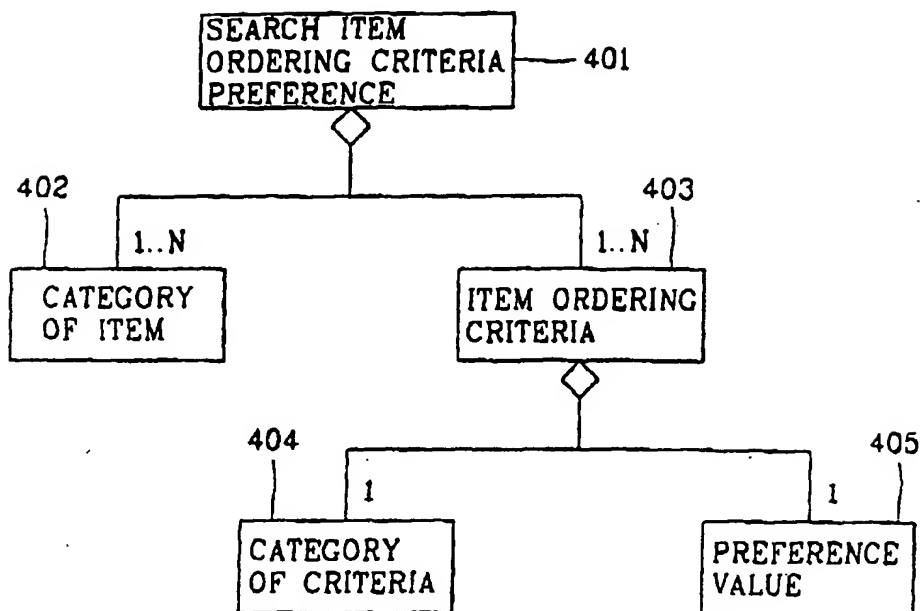 SEARCH ITEM
ORDERING CRITERIA
PREFERENCE
401
402
403
1..N
1..N
CATEGORY
OF ITEM
ITEM ORDERING
CRITERIA
404
405
1
1
CATEGORY
OF CRITERIA
PREFERENCE
VALUE